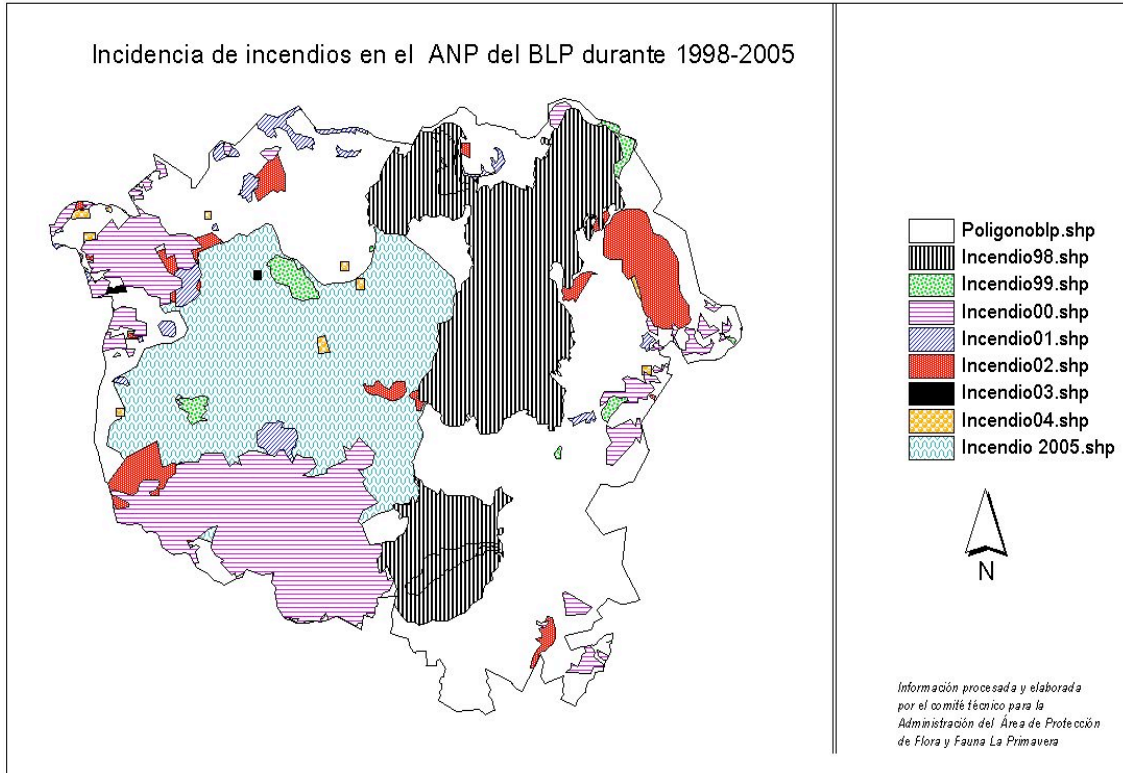 Incidencia de incendios en el ANP del BLP durante 1998-2005
Poligonoblp.shp
Incendio98.shp
Incendio99.shp
Incendio00.shp
Incendio01.shp
Incendio02.shp
Incendio03.shp
Incendio04.shp
Incendio 2005.shp
N
Información procesada y elaborada
por el comité técnico para la
Administración del Área de Protección
de Flora y Fauna La Primavera